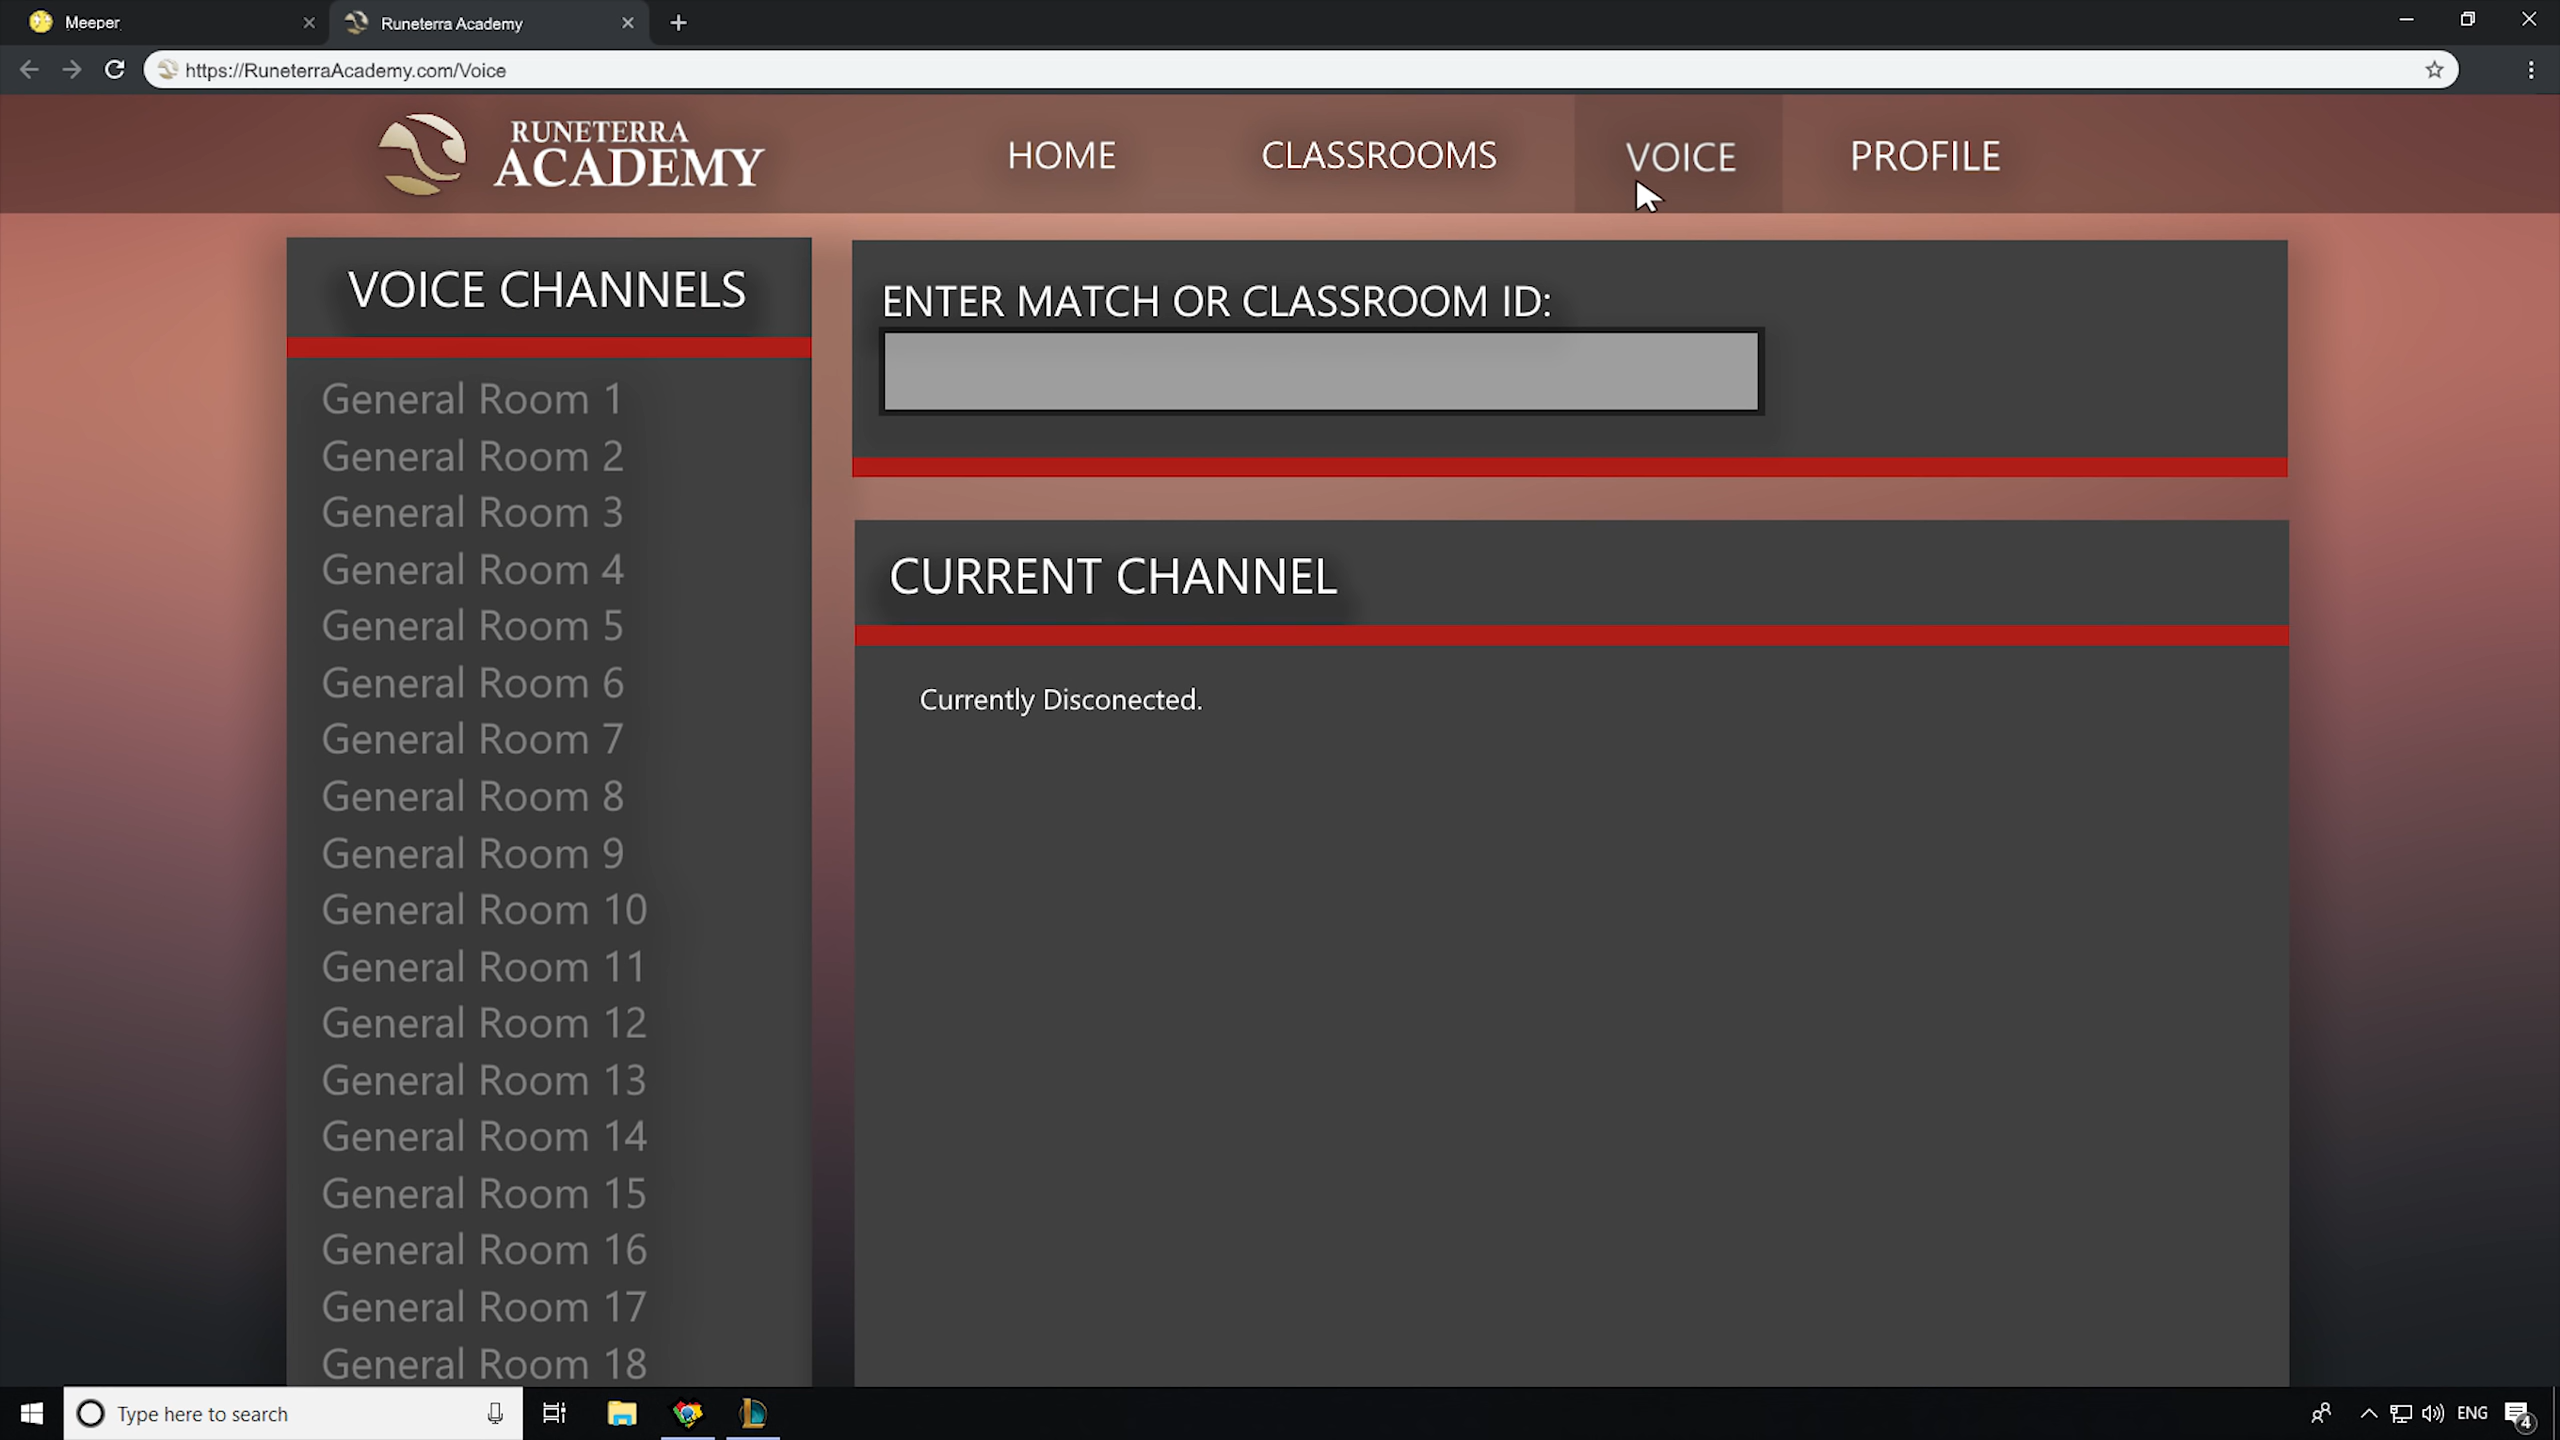 Meeper
Runeterra Academy
https://RuneterraAcademy.com/Voice
RUNETERRA
ACADEMY
HOME
CLASSROOMS
VOICE
PROFILE
VOICE CHANNELS
General Room 1
General Room 2
General Room 3
General Room 4
General Room 5
General Room 6
General Room 7
General Room 8
General Room 9
General Room 10
General Room 11
General Room 12
General Room 13
General Room 14
General Room 15
General Room 16
General Room 17
General Room 18
ENTER MATCH OR CLASSROOM ID:
CURRENT CHANNEL
Currently Disconected.
Type here to search
ENG
4